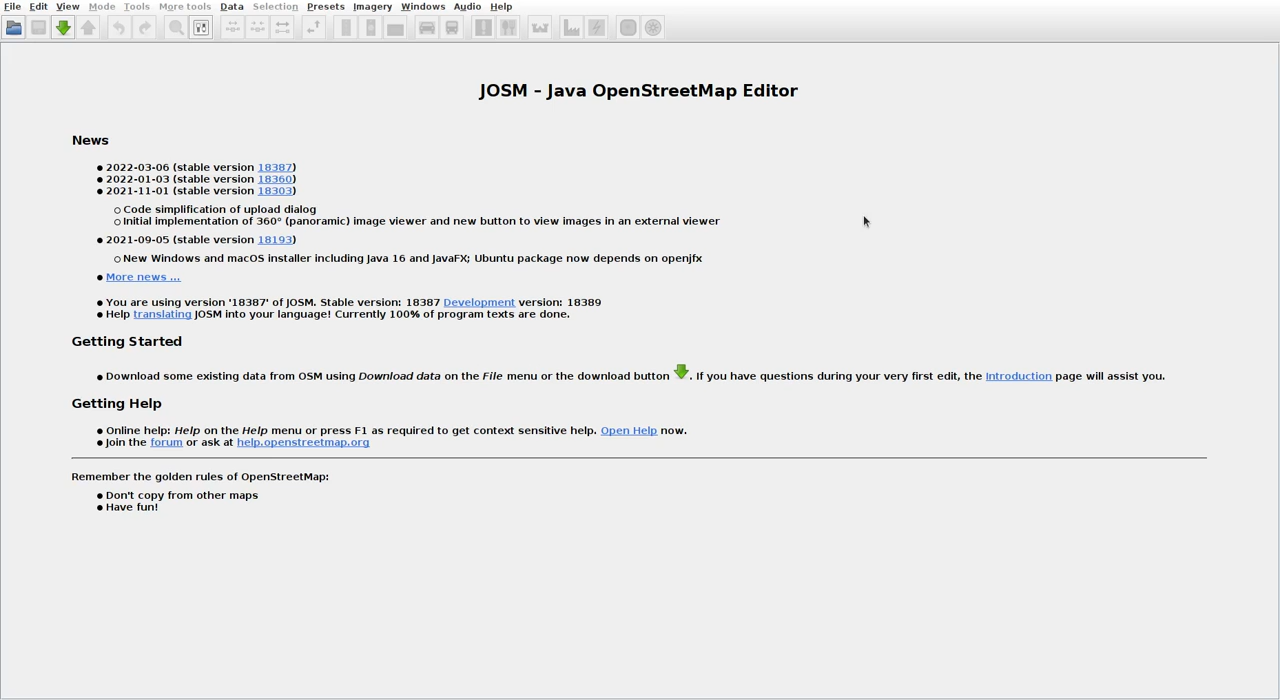 File Edit View Mode Tools More tools Data Selection Presets Imagery Windows Audio Help
JOSM – Java OpenStreetMap Editor
News
● 2022-03-06 (stable version 18387)
● 2022-01-03 (stable version 18360)
● 2021-11-01 (stable version 18303)
○ Code simplification of upload dialog
○ Initial implementation of 360° (panoramic) image viewer and new button to view images in an external viewer
● 2021-09-05 (stable version 18193)
○ New Windows and macOS installer including Java 16 and JavaFX; Ubuntu package now depends on openjfx
● More news ...
● You are using version '18387' of JOSM. Stable version: 18387 Development version: 18389
● Help translating JOSM into your language! Currently 100% of program texts are done.
Getting Started
● Download some existing data from OSM using Download data on the File menu or the download button . If you have questions during your very first edit, the Introduction page will assist you.
Getting Help
● Online help: Help on the Help menu or press F1 as required to get context sensitive help. Open Help now.
● Join the forum or ask at help.openstreetmap.org
Remember the golden rules of OpenStreetMap:
● Don't copy from other maps
● Have fun!